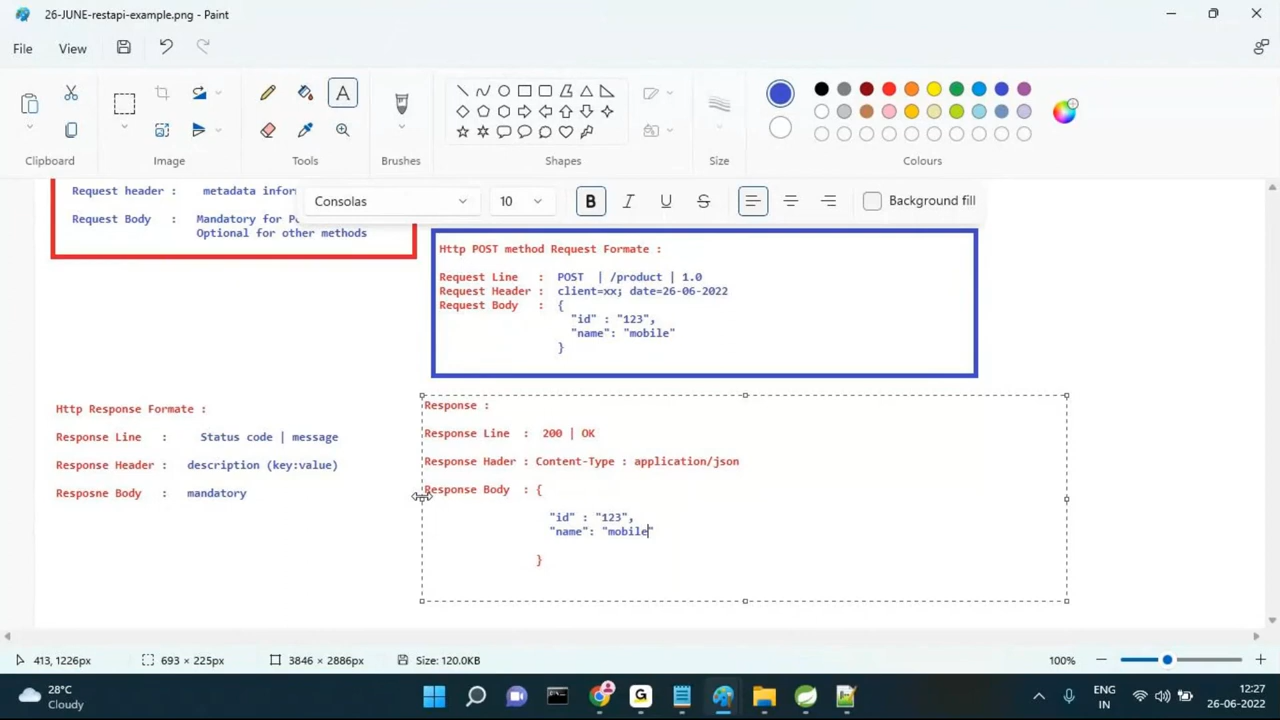 26-JUNE-restapi-example.png - Paint
File View
Clipboard Image Tools Brushes Shapes Size Colours
Consolas 10 B I U S Background fill
Request header : metadata infor
Request Body : Mandatory for P
Optional for other methods
Http POST method Request Formate :
Request Line : POST | /product | 1.0
Request Header : client=xx; date=26-06-2022
Request Body : {
"id" : "123",
"name": "mobile"
}
Http Response Formate :
Response Line : Status code | message
Response Header : description (key:value)
Resposne Body : mandatory
Response :
Response Line : 200 | OK
Response Hader : Content-Type : application/json
Response Body : {
"id" : "123",
"name": "mobile"
}
413, 1226px 693 × 225px 3846 × 2886px Size: 120.0KB 100%
28°C
Cloudy
ENG
IN
12:27
26-06-2022